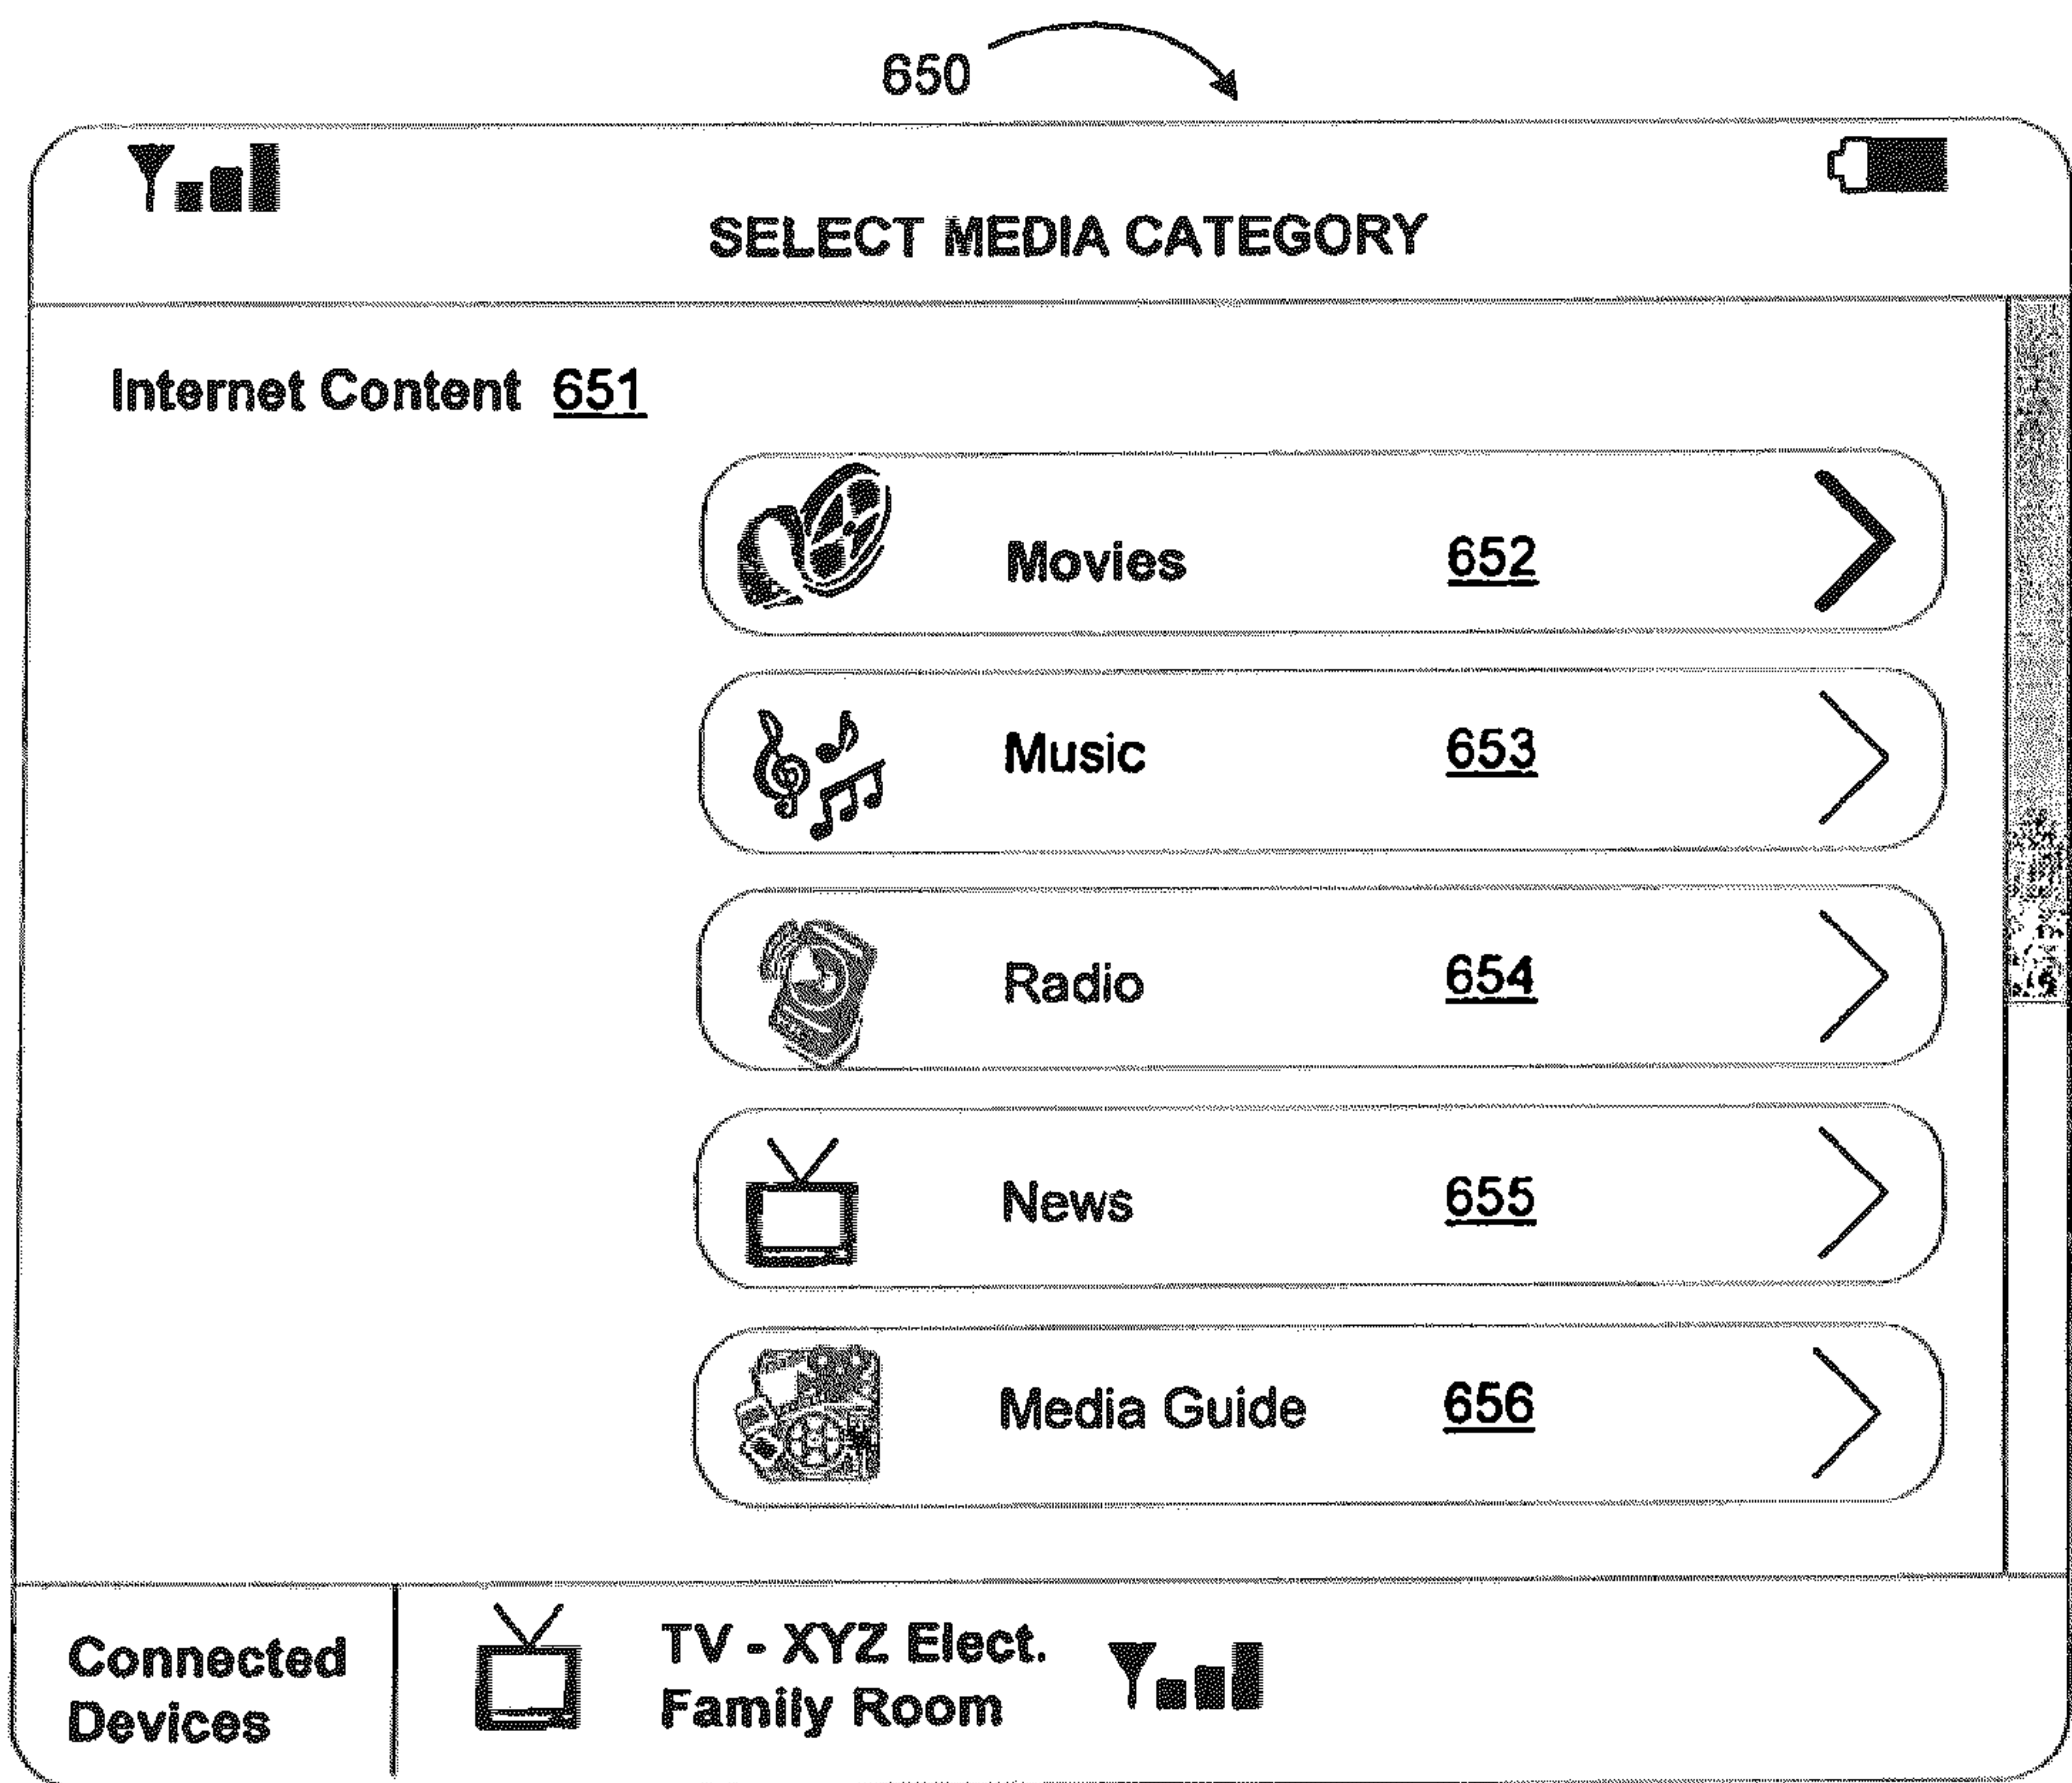 650
SELECT MEDIA CATEGORY
Internet Content 651
Movies 652
Music 653
Radio 654
News 655
Media Guide 656
Connected
Devices
TV - XYZ Elect.
Family Room